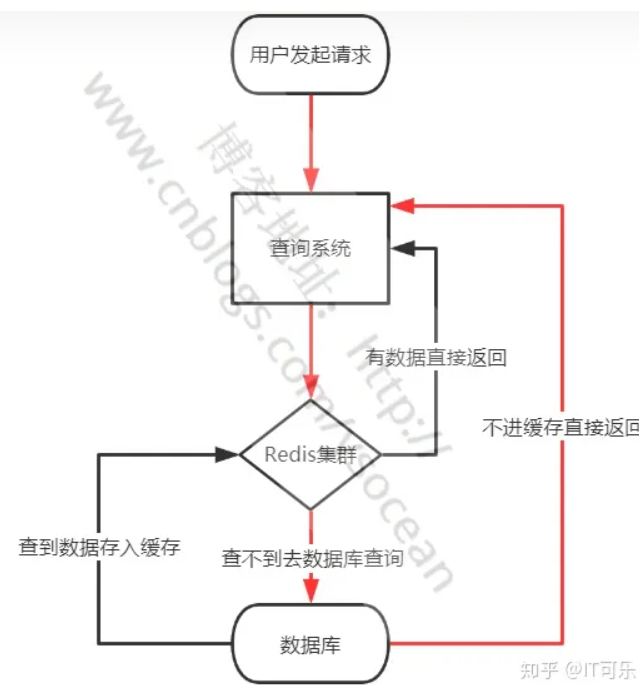 用户发起请求
查询系统
有数据直接返回
不进缓存直接返回
Redis集群
查到数据存入缓存
查不到去数据库查询
数据库
博客地址：http://
www.cnblogs.com/ysocean
知乎 @IT可乐